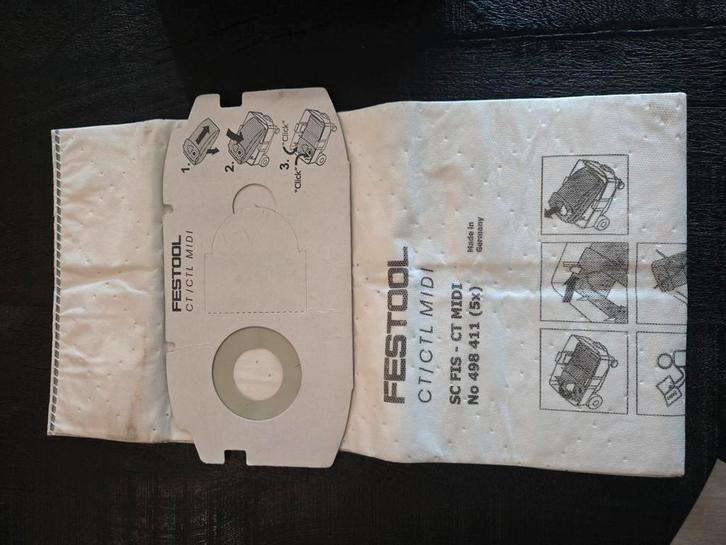 FESTOOL
CT/CTL MIDI
1.
2.
3.
"Click"
"Click"
FESTOOL
CT/CTL MIDI
SC FIS - CT MIDI
No 498 411 (5x)
Made in
Germany